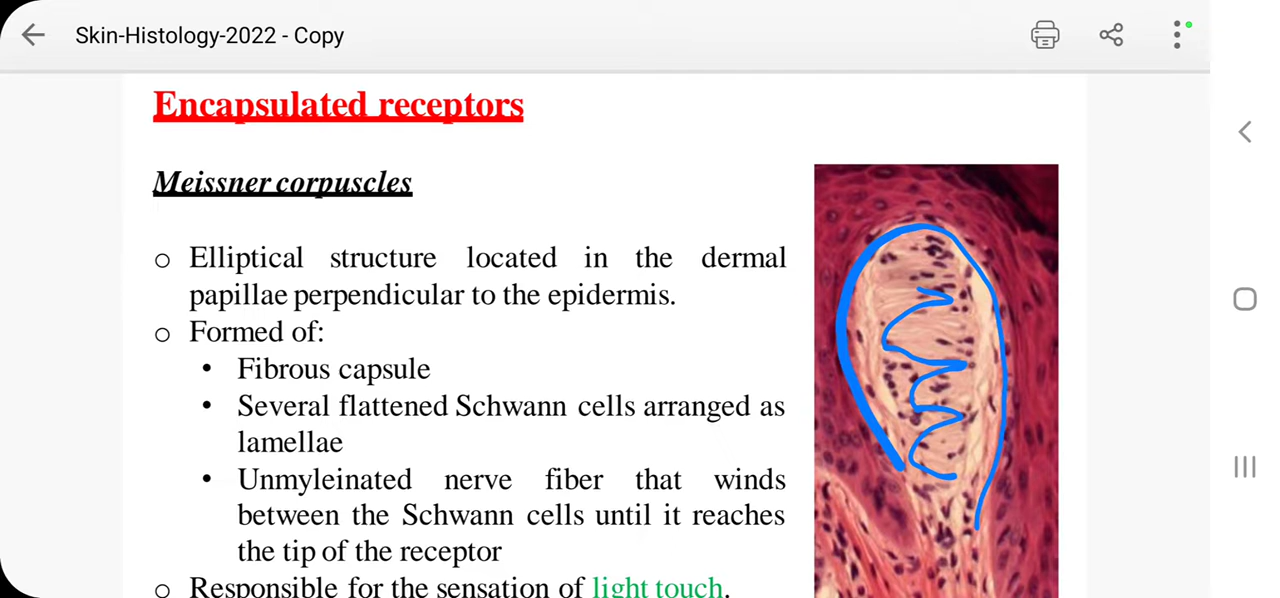 Skin-Histology-2022 - Copy
Encapsulated receptors
Meissner corpuscles
o Elliptical structure located in the dermal
papillae perpendicular to the epidermis.
o Formed of:
• Fibrous capsule
• Several flattened Schwann cells arranged as
lamellae
• Unmyleinated nerve fiber that winds
between the Schwann cells until it reaches
the tip of the receptor
o Responsible for the sensation of light touch.